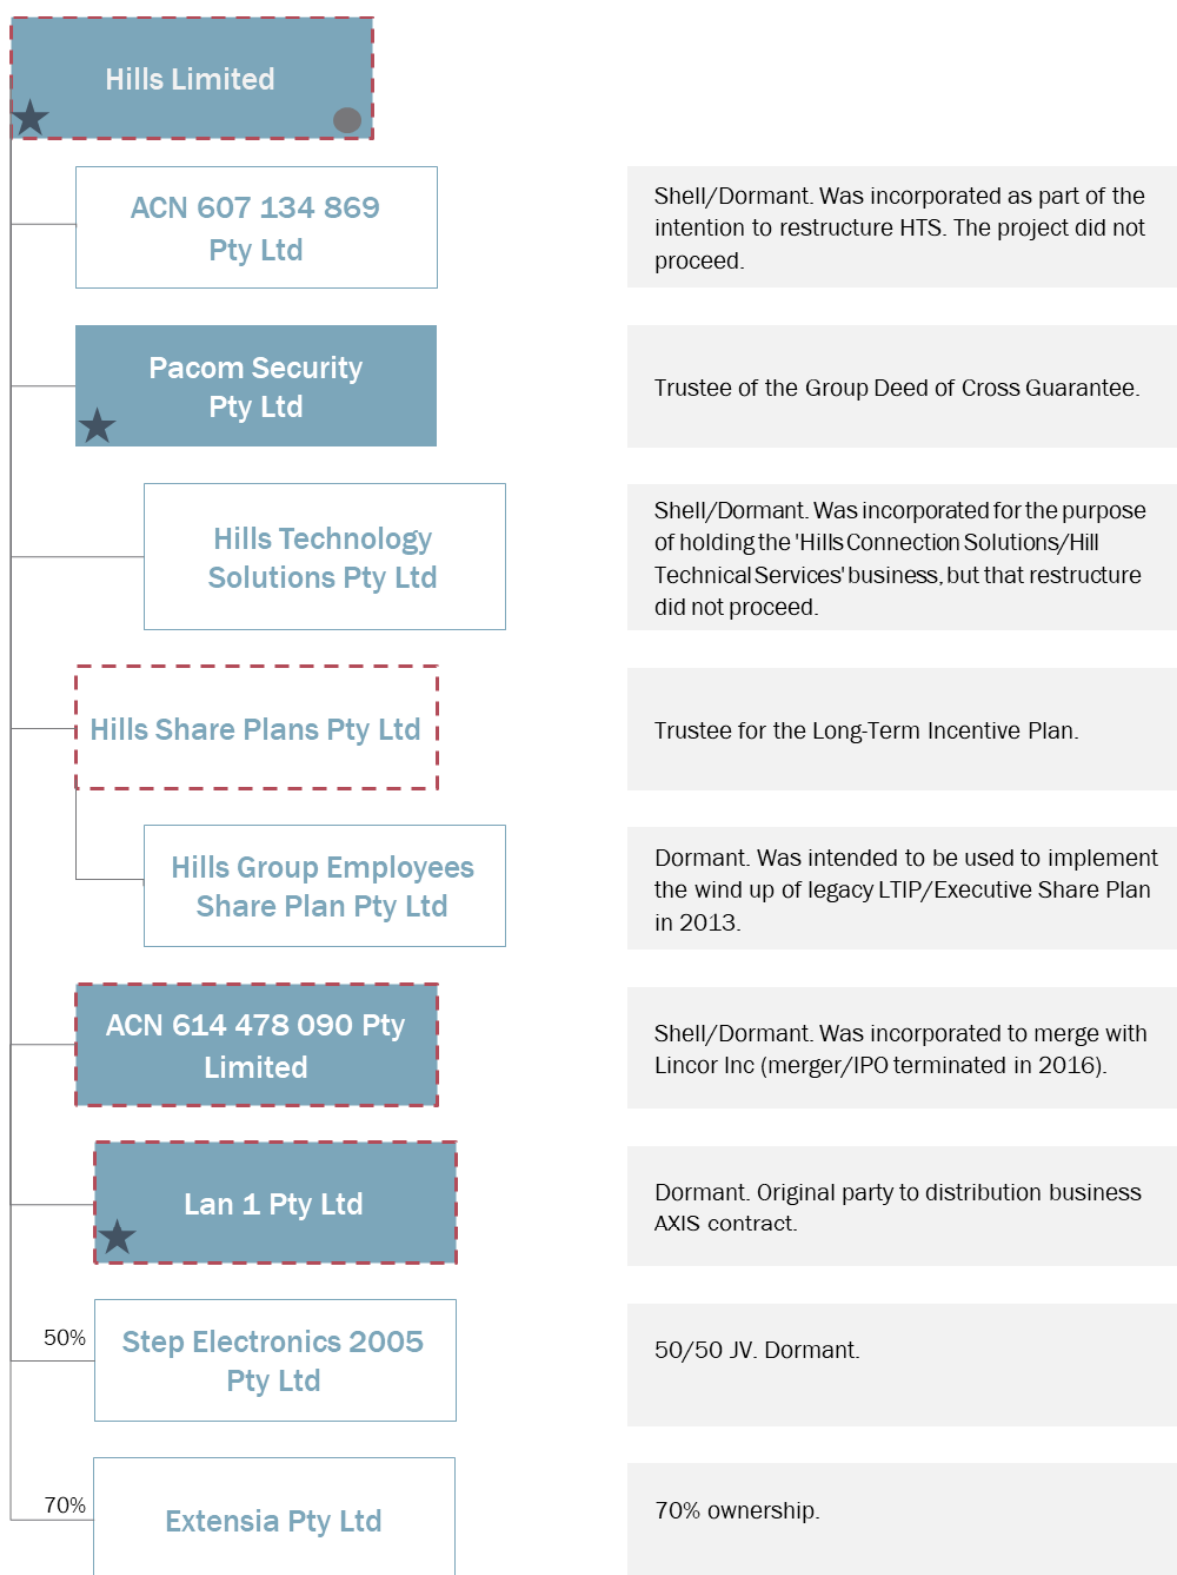 Hills Limited
ACN 607 134 869
Pty Ltd
Shell/Dormant. Was incorporated as part of the
intention to restructure HTS. The project did not
proceed.
Pacom Security
Pty Ltd
Trustee of the Group Deed of Cross Guarantee.
Hills Technology
Solutions Pty Ltd
Shell/Dormant. Was incorporated for the purpose
of holding the 'Hills Connection Solutions/Hill
Technical Services' business, but that restructure
did not proceed.
Hills Share Plans Pty Ltd
Trustee for the Long-Term Incentive Plan.
Hills Group Employees
Share Plan Pty Ltd
Dormant. Was intended to be used to implement
the wind up of legacy LTIP/Executive Share Plan
in 2013.
ACN 614 478 090 Pty
Limited
Shell/Dormant. Was incorporated to merge with
Lincor Inc (merger/IPO terminated in 2016).
Lan 1 Pty Ltd
Dormant. Original party to distribution business
AXIS contract.
50%
Step Electronics 2005
Pty Ltd
50/50 JV. Dormant.
70%
Extensia Pty Ltd
70% ownership.